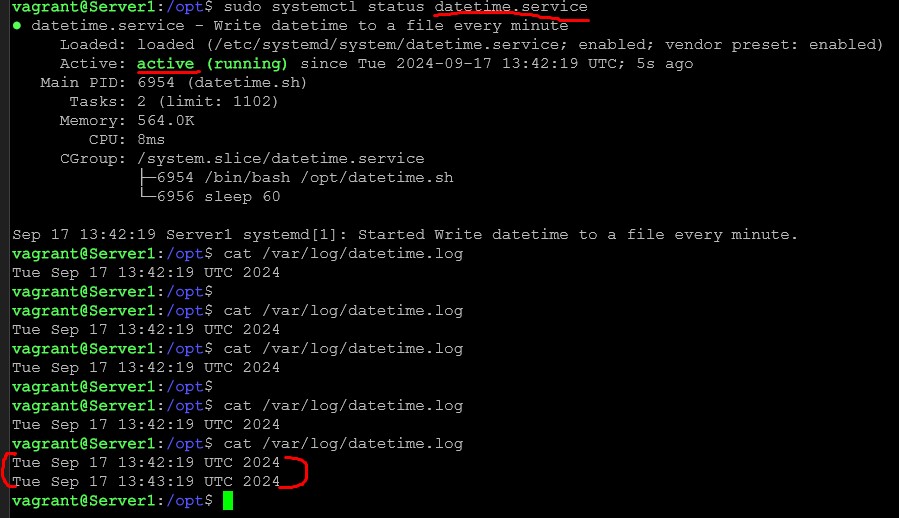 vagrant@Server1:/opt$ sudo systemctl status datetime.service
● datetime.service - Write datetime to a file every minute
Loaded: loaded (/etc/systemd/system/datetime.service; enabled; vendor preset: enabled)
Active: active (running) since Tue 2024-09-17 13:42:19 UTC; 5s ago
Main PID: 6954 (datetime.sh)
Tasks: 2 (limit: 1102)
Memory: 564.0K
CPU: 8ms
CGroup: /system.slice/datetime.service
├─6954 /bin/bash /opt/datetime.sh
└─6956 sleep 60
Sep 17 13:42:19 Server1 systemd[1]: Started Write datetime to a file every minute.
vagrant@Server1:/opt$ cat /var/log/datetime.log
Tue Sep 17 13:42:19 UTC 2024
vagrant@Server1:/opt$
vagrant@Server1:/opt$ cat /var/log/datetime.log
Tue Sep 17 13:42:19 UTC 2024
vagrant@Server1:/opt$ cat /var/log/datetime.log
Tue Sep 17 13:42:19 UTC 2024
vagrant@Server1:/opt$
vagrant@Server1:/opt$ cat /var/log/datetime.log
Tue Sep 17 13:42:19 UTC 2024
vagrant@Server1:/opt$ cat /var/log/datetime.log
Tue Sep 17 13:42:19 UTC 2024
Tue Sep 17 13:43:19 UTC 2024
vagrant@Server1:/opt$